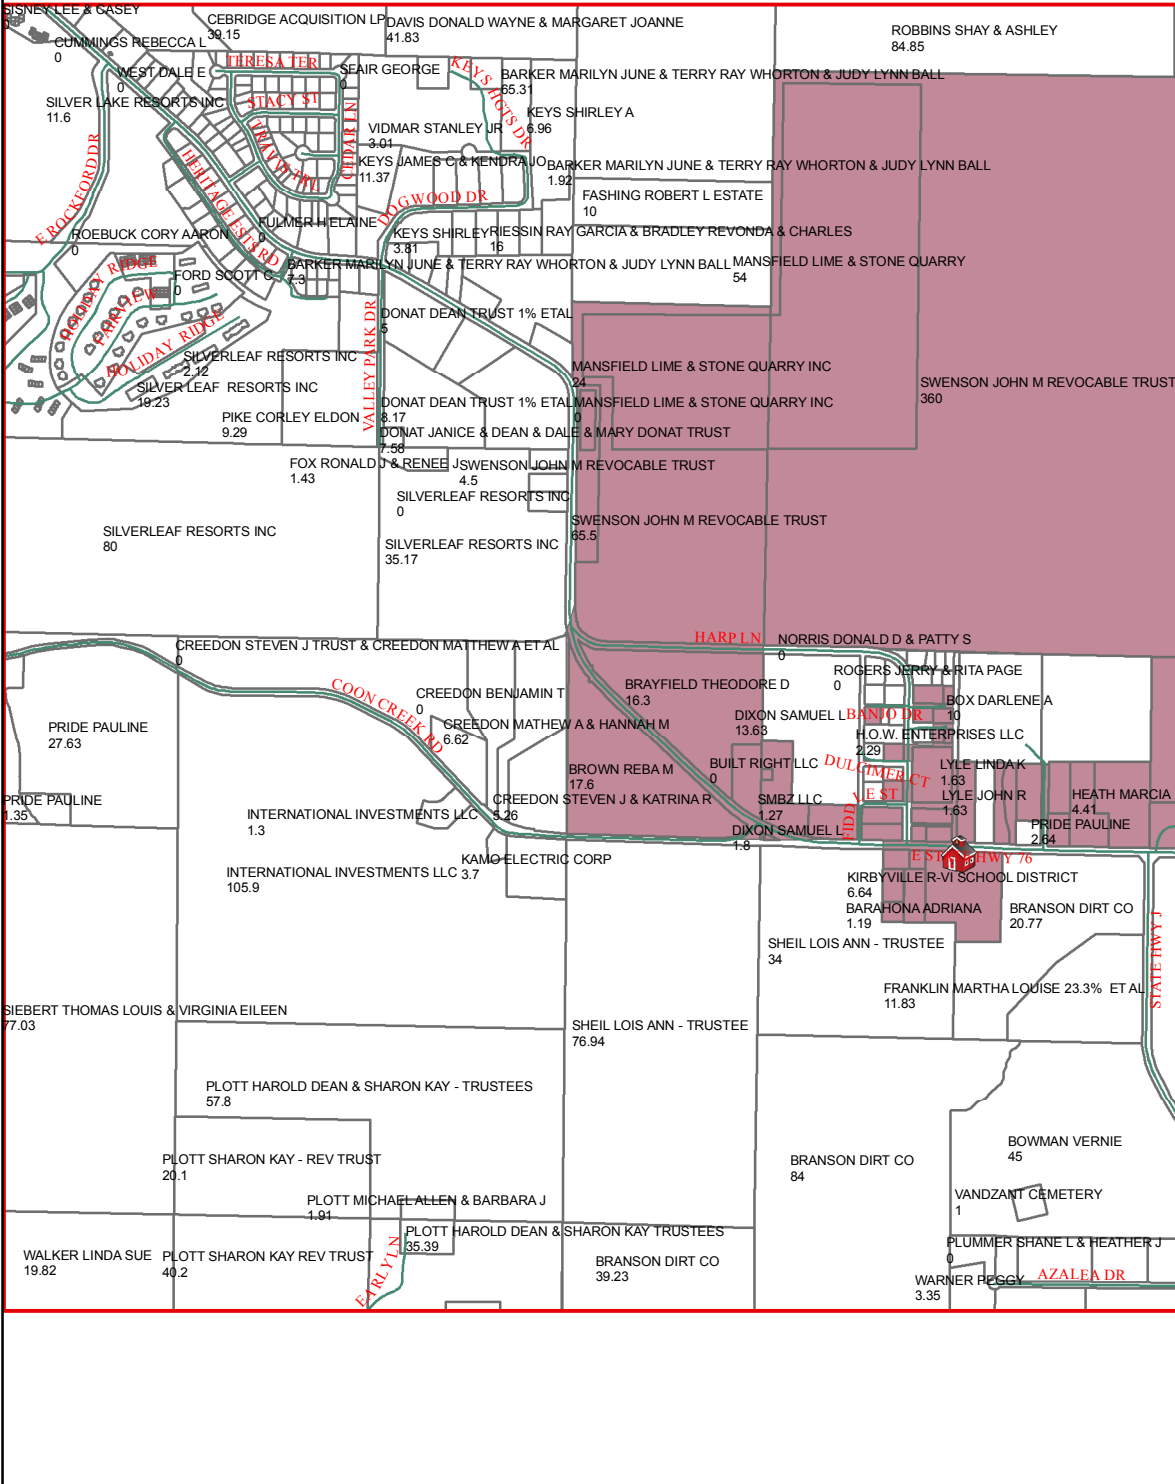 SISNEY LEE & CASEY
0
CEBRIDGE ACQUISITION LP
39.15
DAVIS DONALD WAYNE & MARGARET JOANNE
41.83
ROBBINS SHAY & ASHLEY
84.85
CUMMINGS REBECCA L
0
TERESA TER
WEST DALE E
0
SEAIR GEORGE
0
KEYS HGTS DR
BARKER MARILYN JUNE & TERRY RAY WHORTON & JUDY LYNN BALL
65.31
SILVER LAKE RESORTS INC
11.6
STACY ST
KEYS SHIRLEY A
6.96
VIDMAR STANLEY JR
3.01
TRAVIS TRL
CEDAR LN
KEYS JAMES C & KENDRA JO
11.37
BARKER MARILYN JUNE & TERRY RAY WHORTON & JUDY LYNN BALL
1.92
E ROCKFORD DR
HERITAGE ESTS RD
DOGWOOD DR
FASHING ROBERT L ESTATE
10
FULMER H ELAINE
0
ROEBUCK CORY AARON
0
KEYS SHIRLEY
3.81
RIESSIN RAY GARCIA & BRADLEY REVONDA & CHARLES
16
HOLIDAY RIDGE
FORD SCOTT C
0
BARKER MARILYN JUNE & TERRY RAY WHORTON & JUDY LYNN BALL
7.3
MANSFIELD LIME & STONE QUARRY
54
FAIRVIEW
HOLIDAY RIDGE
VALLEY PARK DR
DONAT DEAN TRUST 1% ETAL
5
SILVERLEAF RESORTS INC
2.12
MANSFIELD LIME & STONE QUARRY INC
24
SWENSON JOHN M REVOCABLE TRUST
360
SILVER LEAF RESORTS INC
19.23
DONAT DEAN TRUST 1% ETAL
8.17
MANSFIELD LIME & STONE QUARRY INC
0
PIKE CORLEY ELDON
9.29
DONAT JANICE & DEAN & DALE & MARY DONAT TRUST
7.58
FOX RONALD J & RENEE J
1.43
SWENSON JOHN M REVOCABLE TRUST
4.5
SILVERLEAF RESORTS INC
0
SILVERLEAF RESORTS INC
80
SWENSON JOHN M REVOCABLE TRUST
65.5
SILVERLEAF RESORTS INC
35.17
HARP LN
NORRIS DONALD D & PATTY S
0
CREEDON STEVEN J TRUST & CREEDON MATTHEW A ET AL
0
ROGERS JERRY & RITA PAGE
0
COON CREEK RD
CREEDON BENJAMIN T
0
BRAYFIELD THEODORE D
16.3
BOX DARLENE A
10
DIXON SAMUEL L
13.63
BANJO DR
PRIDE PAULINE
27.63
CREEDON MATHEW A & HANNAH M
6.62
H.O.W. ENTERPRISES LLC
2.29
BROWN REBA M
17.6
BUILT RIGHT LLC
0
DULCIMER CT
LYLE LINDA K
1.63
PRIDE PAULINE
1.35
CREEDON STEVEN J & KATRINA R
5.26
SMBZ LLC
1.27
FIDDLE ST
LYLE JOHN R
1.63
HEATH MARCIA
4.41
INTERNATIONAL INVESTMENTS LLC
1.3
DIXON SAMUEL L
1.8
PRIDE PAULINE
2.64
KAMO ELECTRIC CORP
3.7
E ST HWY 76
INTERNATIONAL INVESTMENTS LLC
105.9
KIRBYVILLE R-VI SCHOOL DISTRICT
6.64
BARAHONA ADRIANA
1.19
BRANSON DIRT CO
20.77
SHEIL LOIS ANN - TRUSTEE
34
STATE HWY J
FRANKLIN MARTHA LOUISE 23.3% ET AL
11.83
SIEBERT THOMAS LOUIS & VIRGINIA EILEEN
77.03
SHEIL LOIS ANN - TRUSTEE
76.94
PLOTT HAROLD DEAN & SHARON KAY - TRUSTEES
57.8
BOWMAN VERNIE
45
PLOTT SHARON KAY - REV TRUST
20.1
BRANSON DIRT CO
84
VANDZANT CEMETERY
1
PLOTT MICHAEL ALLEN & BARBARA J
1.91
PLOTT HAROLD DEAN & SHARON KAY TRUSTEES
35.39
PLUMMER SHANE L & HEATHER J
0
WALKER LINDA SUE
19.82
PLOTT SHARON KAY REV TRUST
40.2
EARLY LN
BRANSON DIRT CO
39.23
WARNER PEGGY
3.35
AZALEA DR